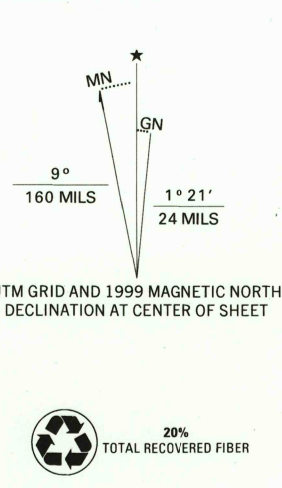 MN
GN
9°
160 MILS
1° 21'
24 MILS
UTM GRID AND 1999 MAGNETIC NORTH
DECLINATION AT CENTER OF SHEET
20%
TOTAL RECOVERED FIBER